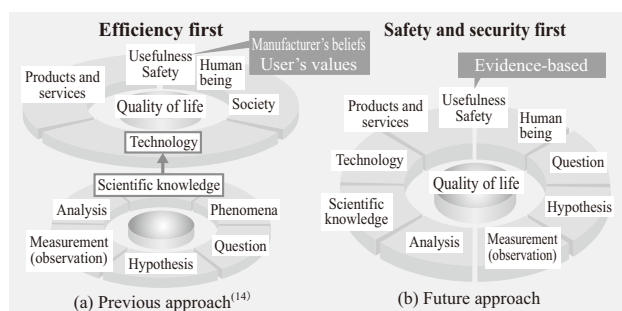 Efficiency first
Usefulness
Safety
Manufacturer's beliefs
User's values
Products and
services
Human
being
Quality of life
Society
Technology
Scientific knowledge
Analysis
Phenomena
Measurement
(observation)
Question
Hypothesis
(a) Previous approach(14)
Safety and security first
Evidence-based
Products and
services
Usefulness
Safety
Human
being
Technology
Question
Quality of life
Scientific
knowledge
Hypothesis
Analysis
Measurement
(observation)
(b) Future approach